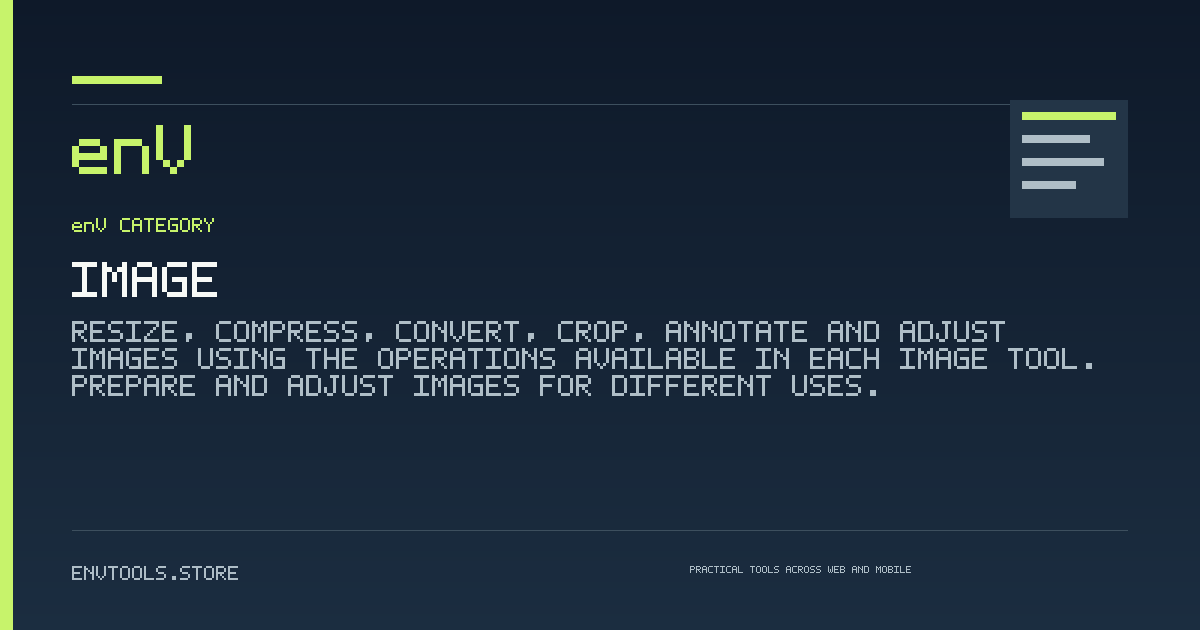 enV
enV CATEGORY
IMAGE
RESIZE, COMPRESS, CONVERT, CROP, ANNOTATE AND ADJUST
IMAGES USING THE OPERATIONS AVAILABLE IN EACH IMAGE TOOL.
PREPARE AND ADJUST IMAGES FOR DIFFERENT USES.
ENVTOOLS.STORE
PRACTICAL TOOLS ACROSS WEB AND MOBILE